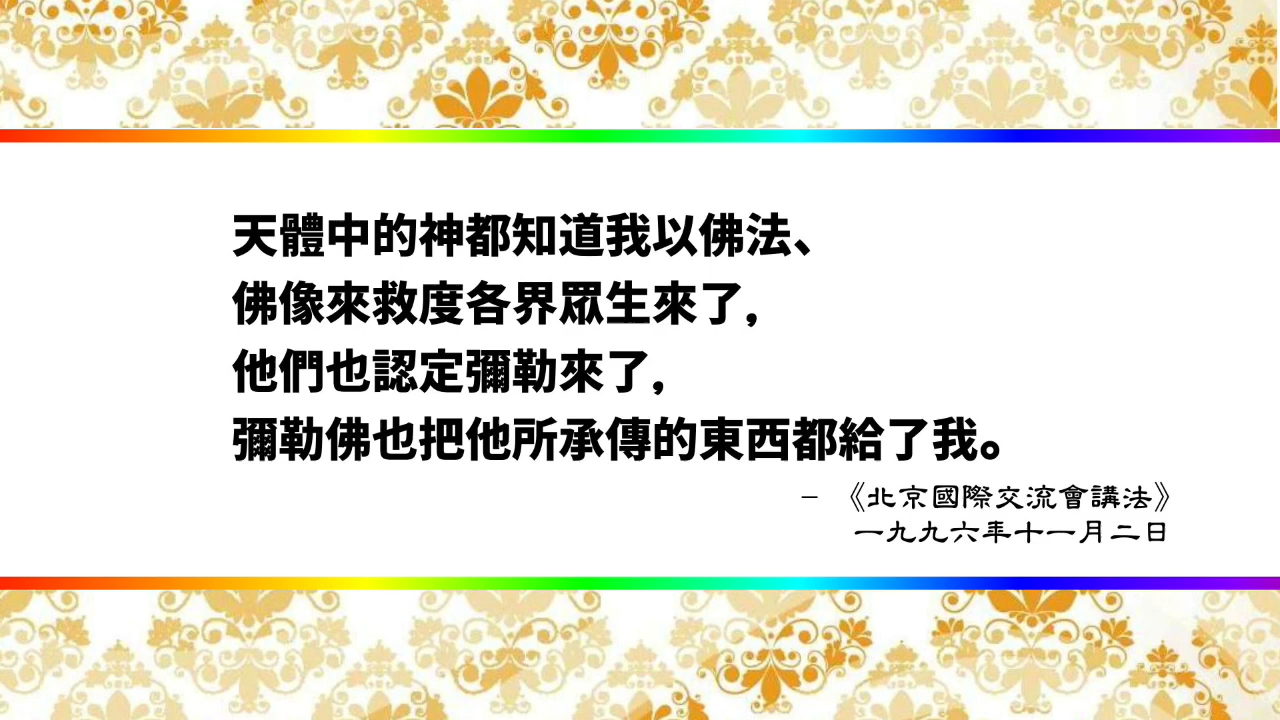 天體中的神都知道我以佛法、
佛像來救度各界眾生來了，
他們也認定彌勒來了，
彌勒佛也把他所承傳的東西都給了我。
– 《北京國際交流會講法》
一九九六年十一月二日